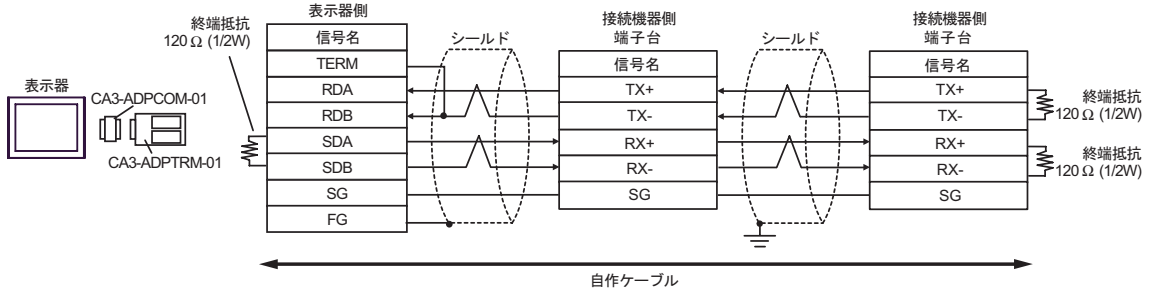 表示器
CA3-ADPCOM-01
CA3-ADPTRM-01
終端抵抗
120 Ω (1/2W)
表示器側
信号名
TERM
RDA
RDB
SDA
SDB
SG
FG
シールド
接続機器側
端子台
信号名
TX+
TX-
RX+
RX-
SG
シールド
接続機器側
端子台
信号名
TX+
TX-
RX+
RX-
SG
終端抵抗
120 Ω (1/2W)
終端抵抗
120 Ω (1/2W)
自作ケーブル